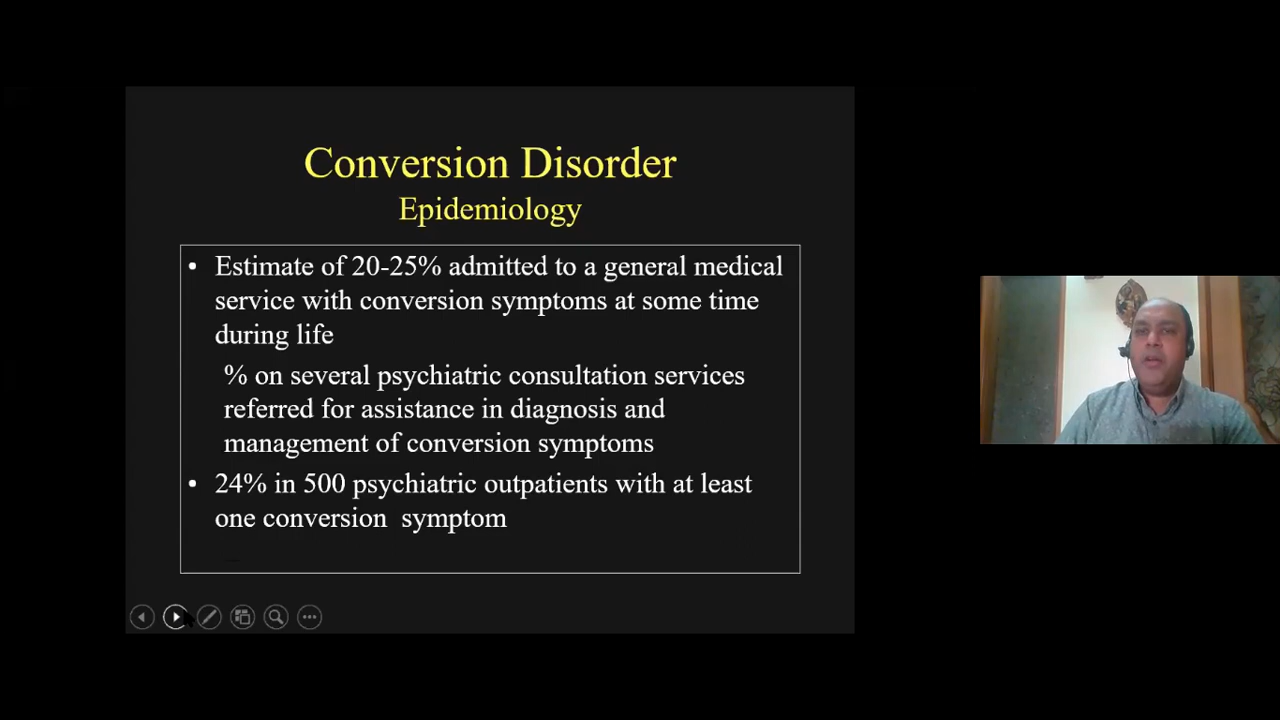 Conversion Disorder
Epidemiology
• Estimate of 20-25% admitted to a general medical
service with conversion symptoms at some time
during life
% on several psychiatric consultation services
referred for assistance in diagnosis and
management of conversion symptoms
• 24% in 500 psychiatric outpatients with at least
one conversion  symptom